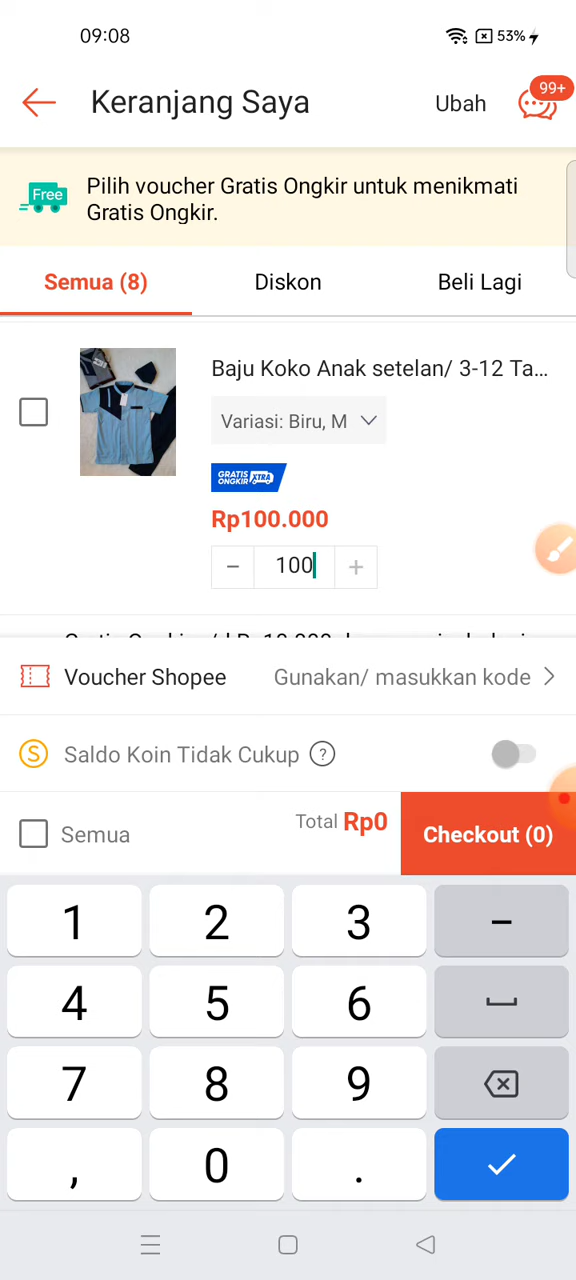 09:08
53%
Keranjang Saya
Ubah
99+
Free
Pilih voucher Gratis Ongkir untuk menikmati
Gratis Ongkir.
Semua (8)
Diskon
Beli Lagi
Baju Koko Anak setelan/ 3-12 Ta...
Variasi: Biru, M
GRATIS
ONGKIR XTRA
Rp100.000
− 100 +
Voucher Shopee
Gunakan/ masukkan kode
S
Saldo Koin Tidak Cukup ?
Semua
Total Rp0
Checkout (0)
1 2 3 −
4 5 6
7 8 9
, 0 .